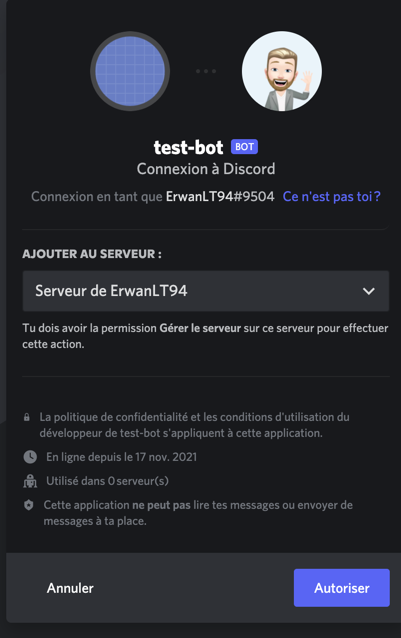 test-bot BOT
Connexion à Discord
Connexion en tant que ErwanLT94#9504 Ce n'est pas toi ?
AJOUTER AU SERVEUR :
Serveur de ErwanLT94
Tu dois avoir la permission Gérer le serveur sur ce serveur pour effectuer
cette action.
La politique de confidentialité et les conditions d'utilisation du
développeur de test-bot s'appliquent à cette application.
En ligne depuis le 17 nov. 2021
Utilisé dans 0 serveur(s)
Cette application ne peut pas lire tes messages ou envoyer de
messages à ta place.
Annuler
Autoriser